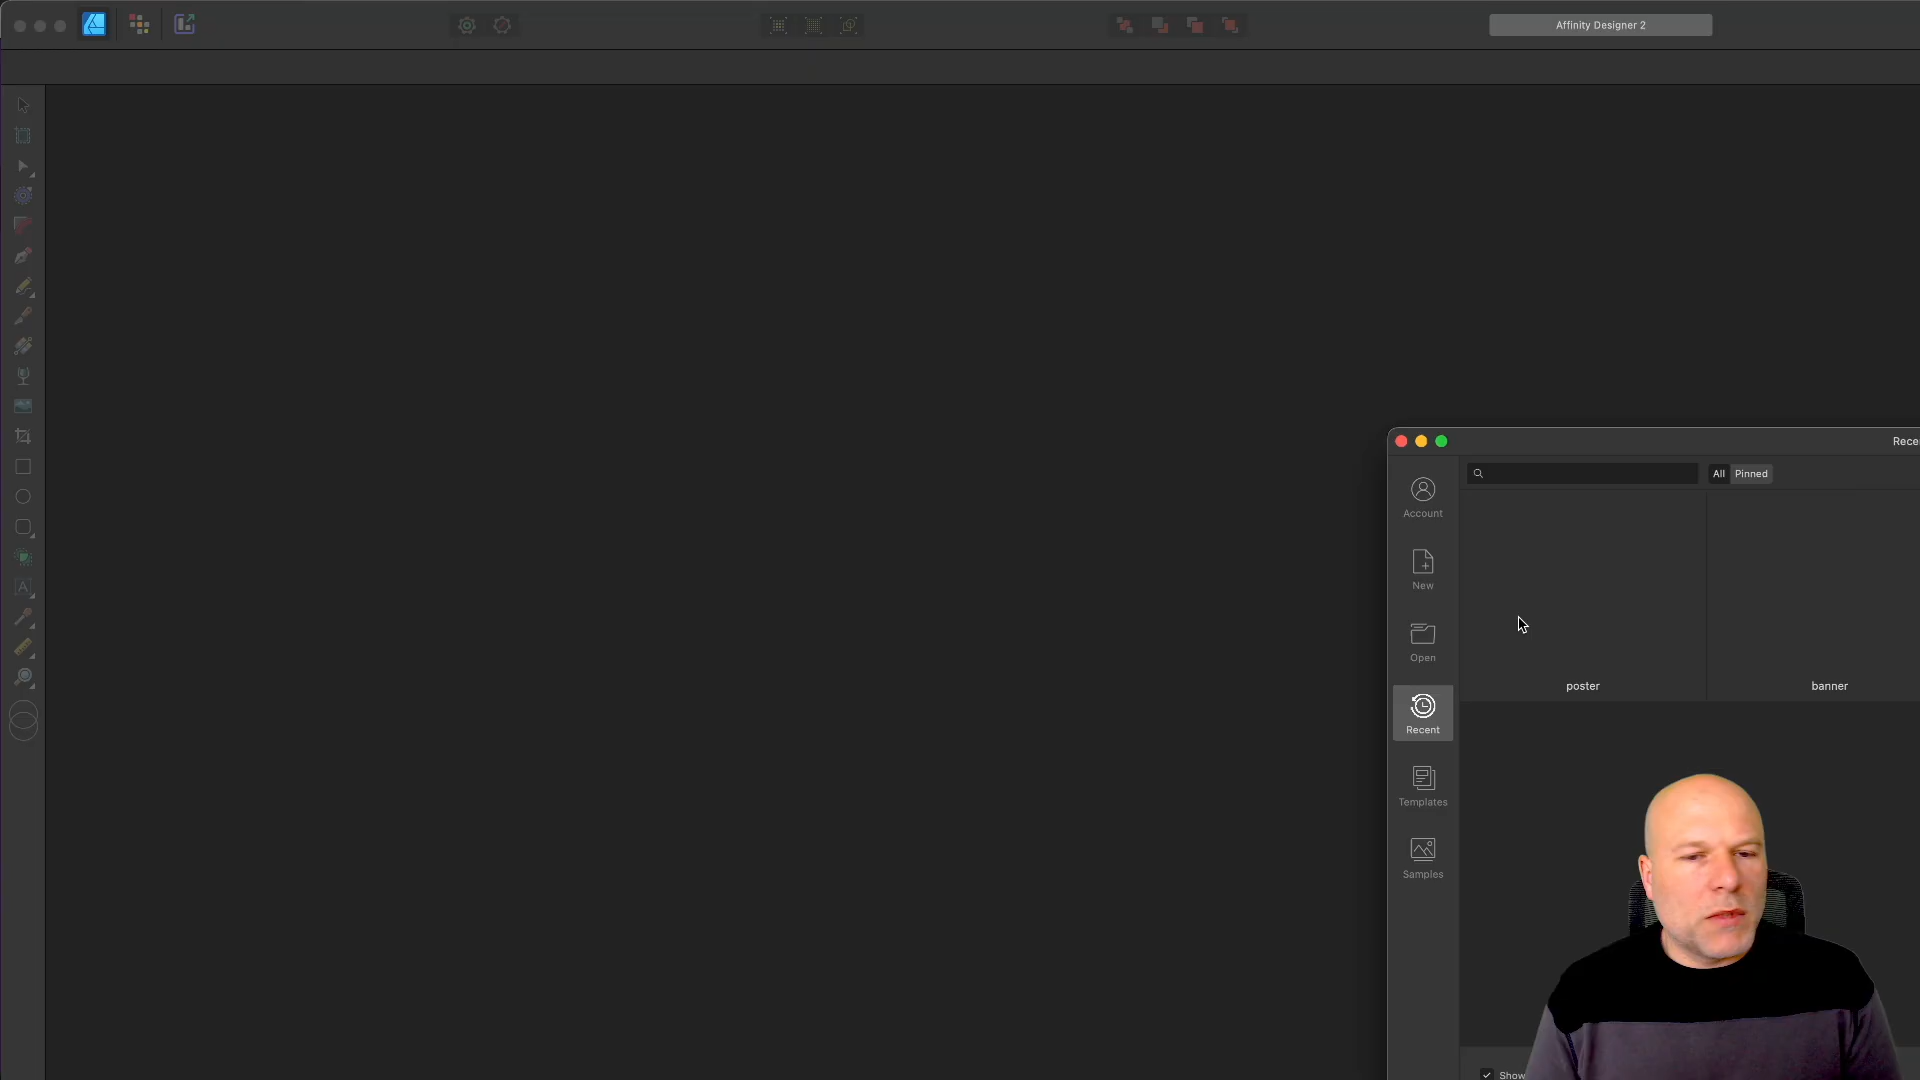 Affinity Designer 2
Rece
All Pinned
Account
New
Open
poster
banner
Recent
Templates
Samples
Show